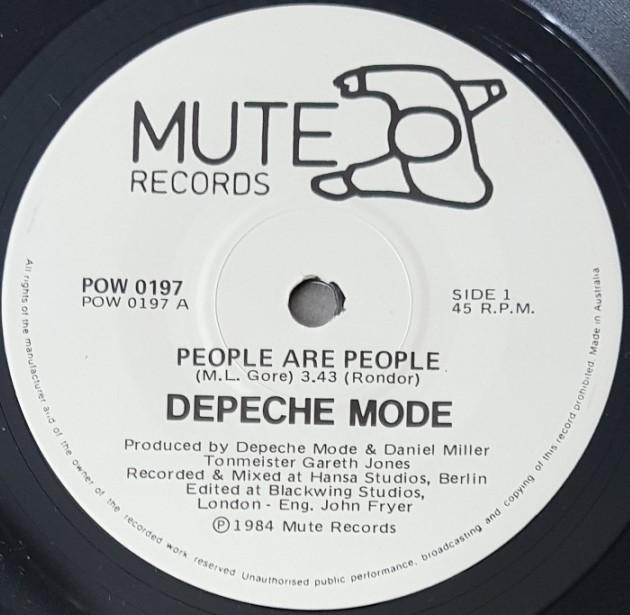 MUTE
RECORDS
POW 0197
POW 0197 A
SIDE 1
45 R.P.M.
PEOPLE ARE PEOPLE
(M.L. Gore) 3.43 (Rondor)
DEPECHE MODE
Produced by Depeche Mode & Daniel Miller
Tonmeister Gareth Jones
Recorded & Mixed at Hansa Studios, Berlin
Edited at Blackwing Studios,
London - Eng. John Fryer
℗ 1984 Mute Records
All rights of the manufacturer and of the owner of the recorded work reserved Unauthorised public performance, broadcasting and copying of this record prohibited Made in Australia